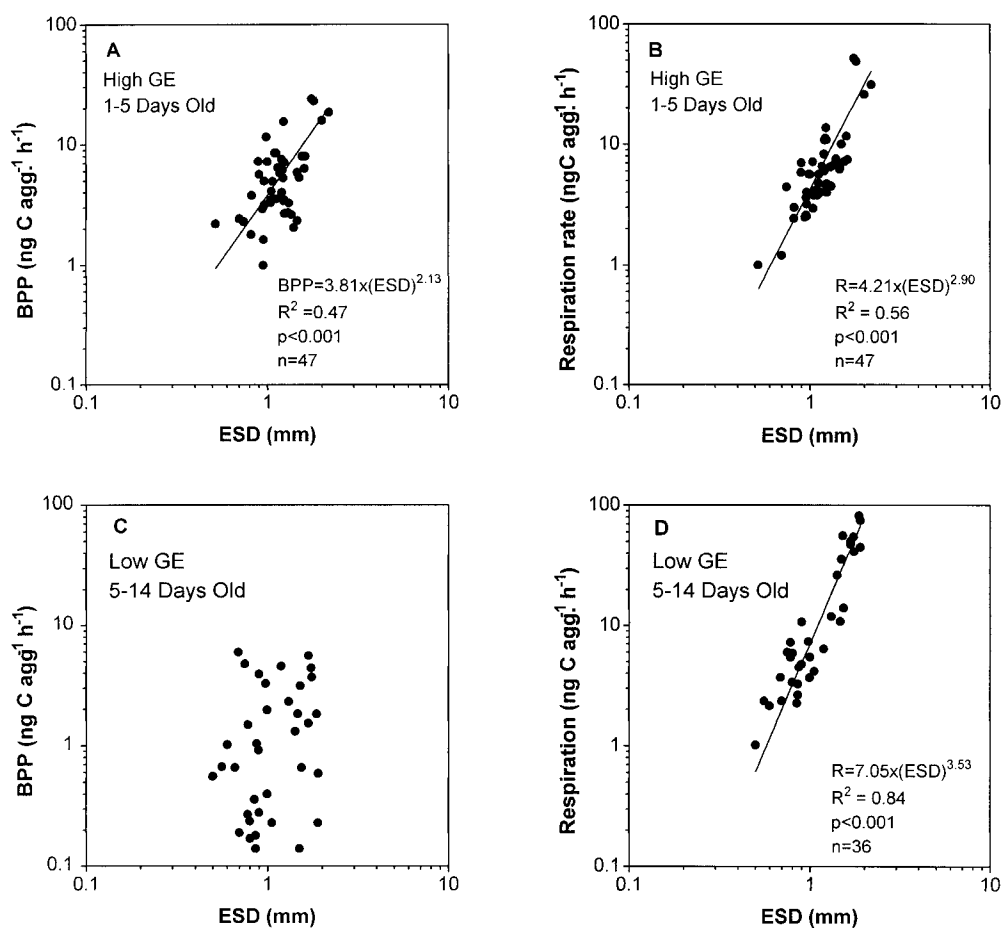 A
High GE
1-5 Days Old
BPP (ng C agg⁻¹ h⁻¹)
100
10
1
0.1
0.1
1
10
ESD (mm)
BPP=3.81x(ESD)^2.13
R² =0.47
p<0.001
n=47
B
High GE
1-5 Days Old
Respiration rate (ngC agg⁻¹ h⁻¹)
100
10
1
0.1
0.1
1
10
ESD (mm)
R=4.21x(ESD)^2.90
R² = 0.56
p<0.001
n=47
C
Low GE
5-14 Days Old
BPP (ng C agg⁻¹ h⁻¹)
100
10
1
0.1
0.1
1
10
ESD (mm)
D
Low GE
5-14 Days Old
Respiration (ng C agg⁻¹ h⁻¹)
100
10
1
0.1
0.1
1
10
ESD (mm)
R=7.05x(ESD)^3.53
R² = 0.84
p<0.001
n=36